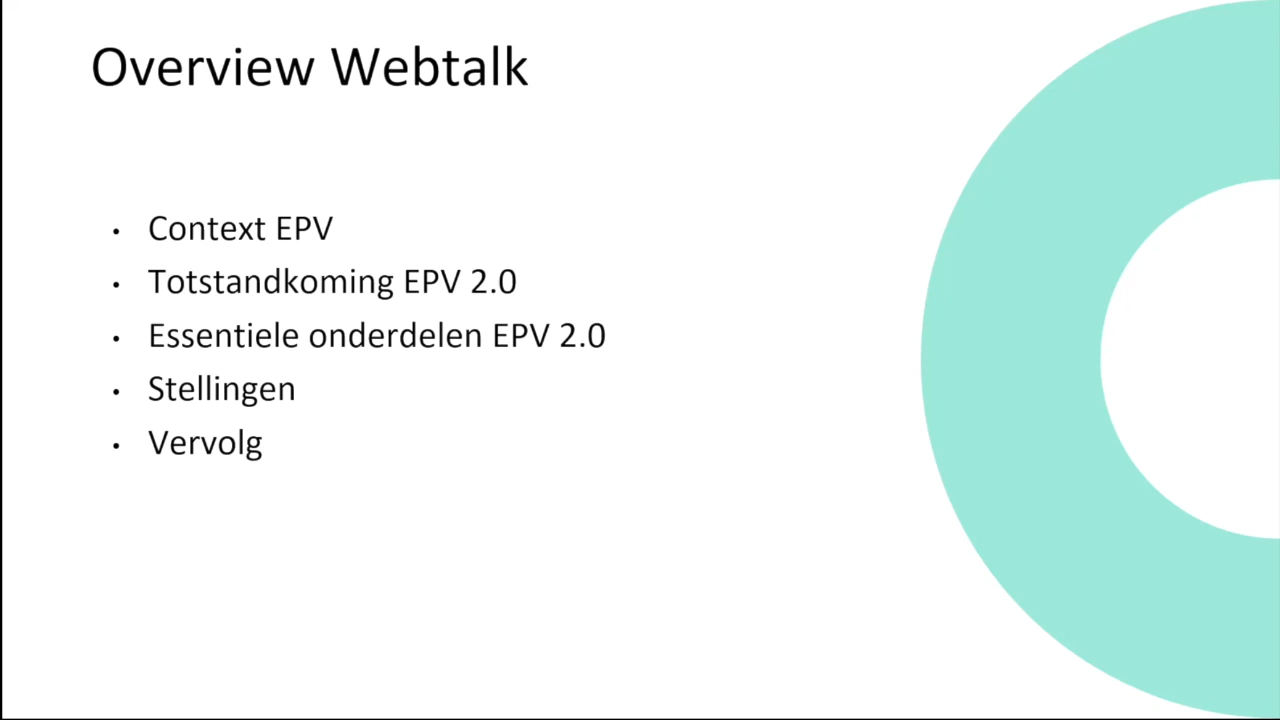 Overview Webtalk
• Context EPV
• Totstandkoming EPV 2.0
• Essentiele onderdelen EPV 2.0
• Stellingen
• Vervolg